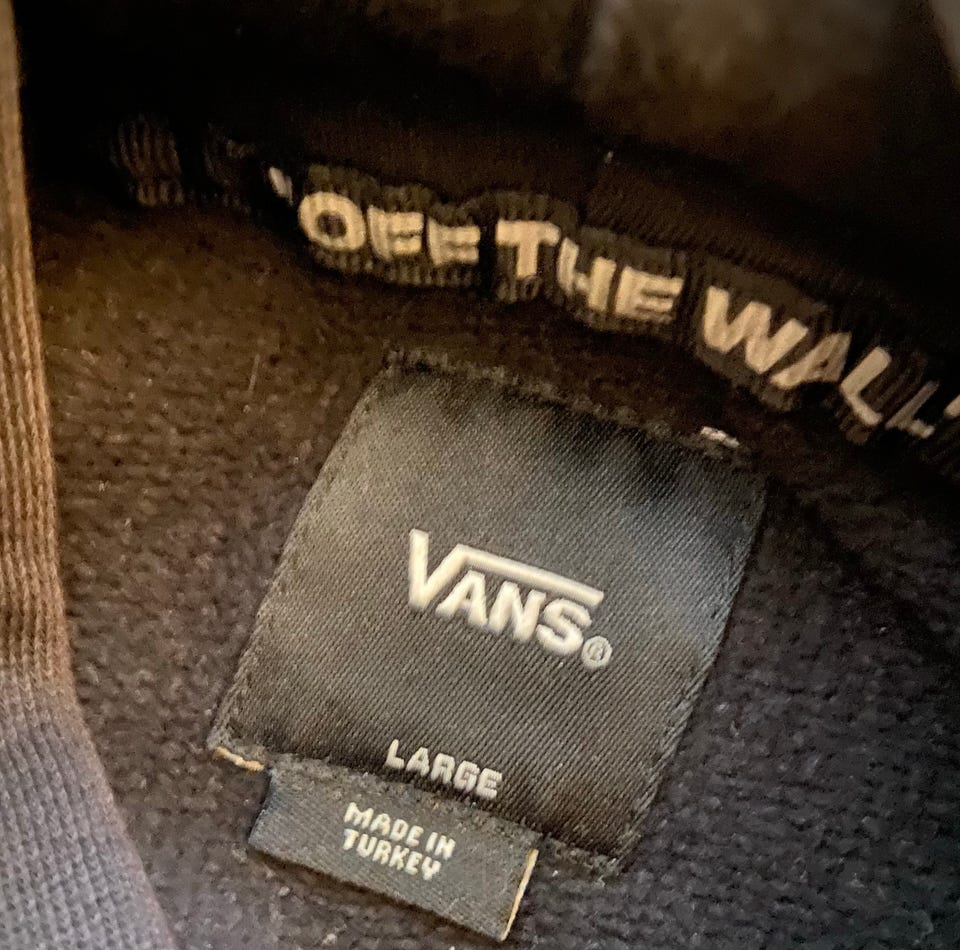 "OFF THE WALL"
VANS®
LARGE
MADE IN
TURKEY